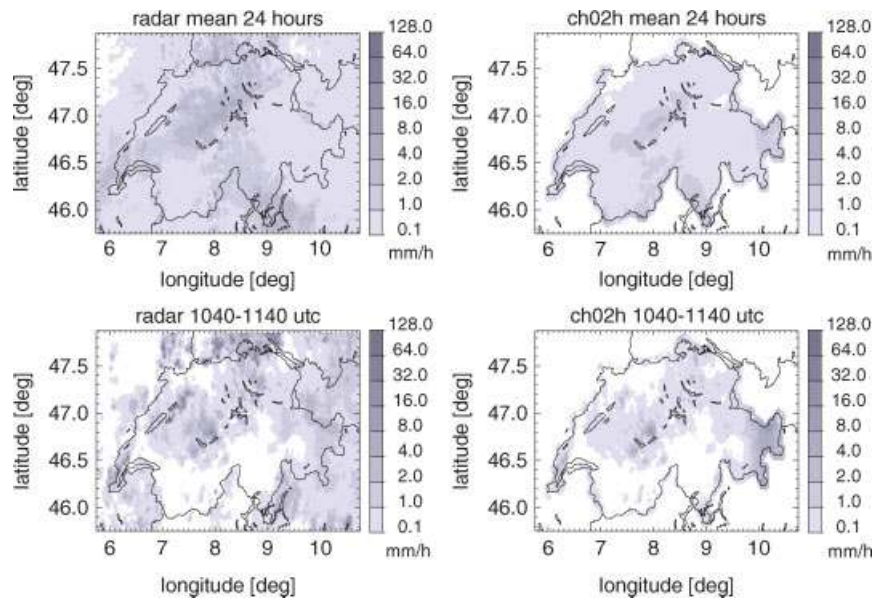 radar mean 24 hours
latitude [deg]
47.5
47.0
46.5
46.0
6 7 8 9 10
longitude [deg]
128.0
64.0
32.0
16.0
8.0
4.0
2.0
1.0
0.1
mm/h
ch02h mean 24 hours
latitude [deg]
47.5
47.0
46.5
46.0
6 7 8 9 10
longitude [deg]
128.0
64.0
32.0
16.0
8.0
4.0
2.0
1.0
0.1
mm/h
radar 1040-1140 utc
latitude [deg]
47.5
47.0
46.5
46.0
6 7 8 9 10
longitude [deg]
128.0
64.0
32.0
16.0
8.0
4.0
2.0
1.0
0.1
mm/h
ch02h 1040-1140 utc
latitude [deg]
47.5
47.0
46.5
46.0
6 7 8 9 10
longitude [deg]
128.0
64.0
32.0
16.0
8.0
4.0
2.0
1.0
0.1
mm/h